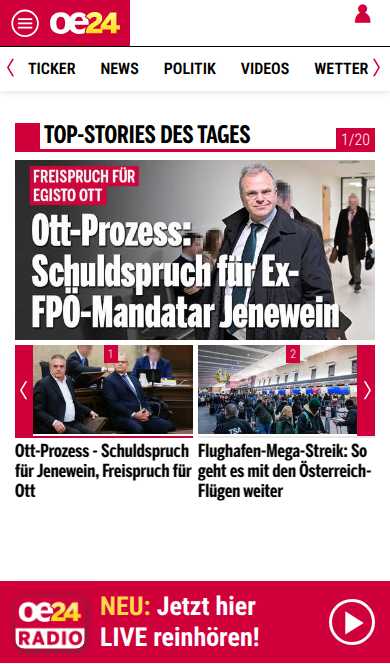 oe24
TICKER NEWS POLITIK VIDEOS WETTER
TOP-STORIES DES TAGES
1/20
FREISPRUCH FÜR
EGISTO OTT
Ott-Prozess:
Schuldspruch für Ex-
FPÖ-Mandatar Jenewein
1
2
TSA
Ott-Prozess - Schuldspruch
für Jenewein, Freispruch für
Ott
Flughafen-Mega-Streik: So
geht es mit den Österreich-
Flügen weiter
oe24
RADIO
NEU: Jetzt hier
LIVE reinhören!